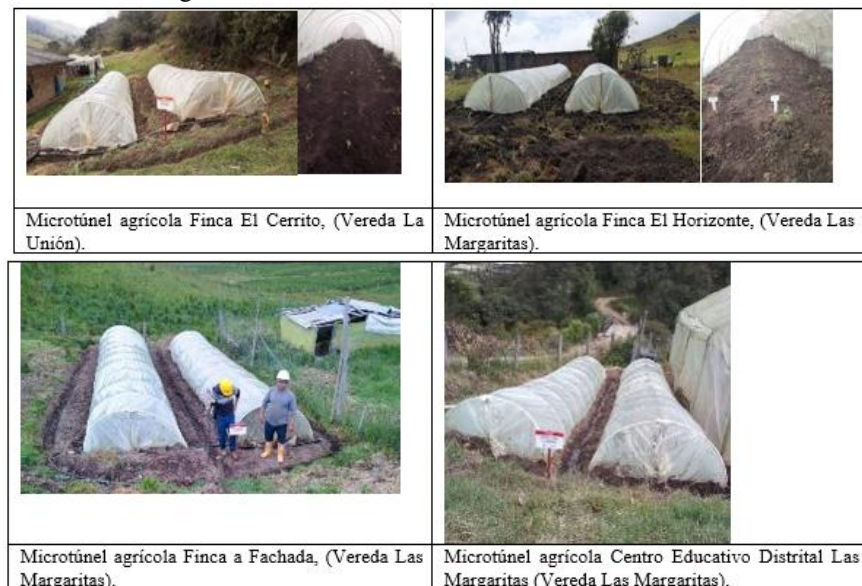 Microtúnel agrícola Finca El Cerrito, (Vereda La
Unión).
Microtúnel agrícola Finca El Horizonte, (Vereda Las
Margaritas).
Microtúnel agrícola Finca a Fachada, (Vereda Las
Margaritas).
Microtúnel agrícola Centro Educativo Distrital Las
Margaritas (Vereda Las Margaritas).